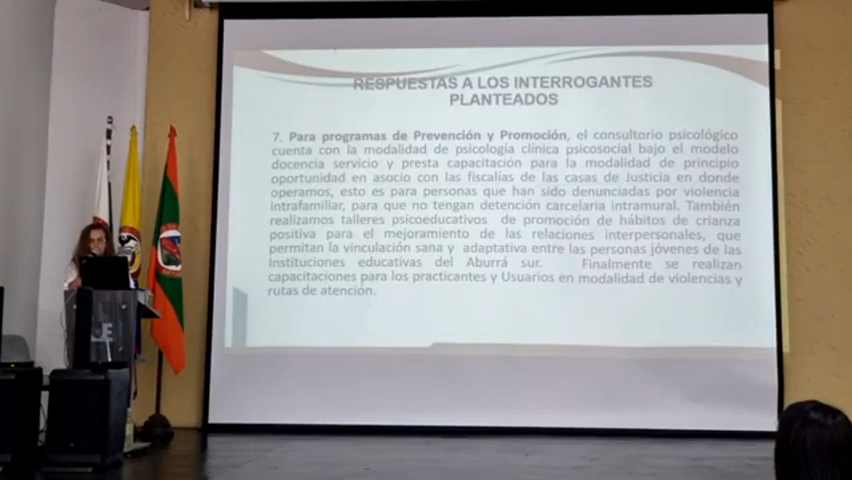 RESPUESTAS A LOS INTERROGANTES
PLANTEADOS
7. Para programas de Prevención y Promoción, el consultorio psicológico
cuenta con la modalidad de psicología clínica psicosocial bajo el modelo
docencia servicio y presta capacitación para la modalidad de principio
oportunidad en asocio con las fiscalías de las casas de Justicia en donde
operamos, esto es para personas que han sido denunciadas por violencia
intrafamiliar, para que no tengan detención carcelaria intramural. También
realizamos talleres psicoeducativos de promoción de hábitos de crianza
positiva para el mejoramiento de las relaciones interpersonales, que
permitan la vinculación sana y adaptativa entre las personas jóvenes de las
Instituciones educativas del Aburrá sur. Finalmente se realizan
capacitaciones para los practicantes y Usuarios en modalidad de violencias y
rutas de atención.